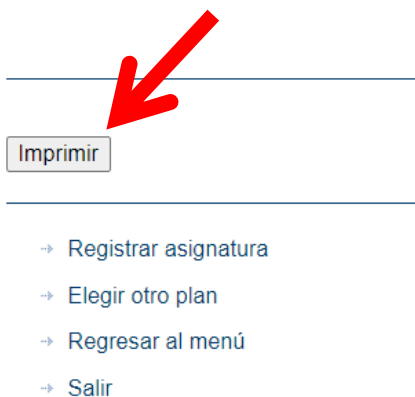 Imprimir
Registrar asignatura
Elegir otro plan
Regresar al menú
Salir